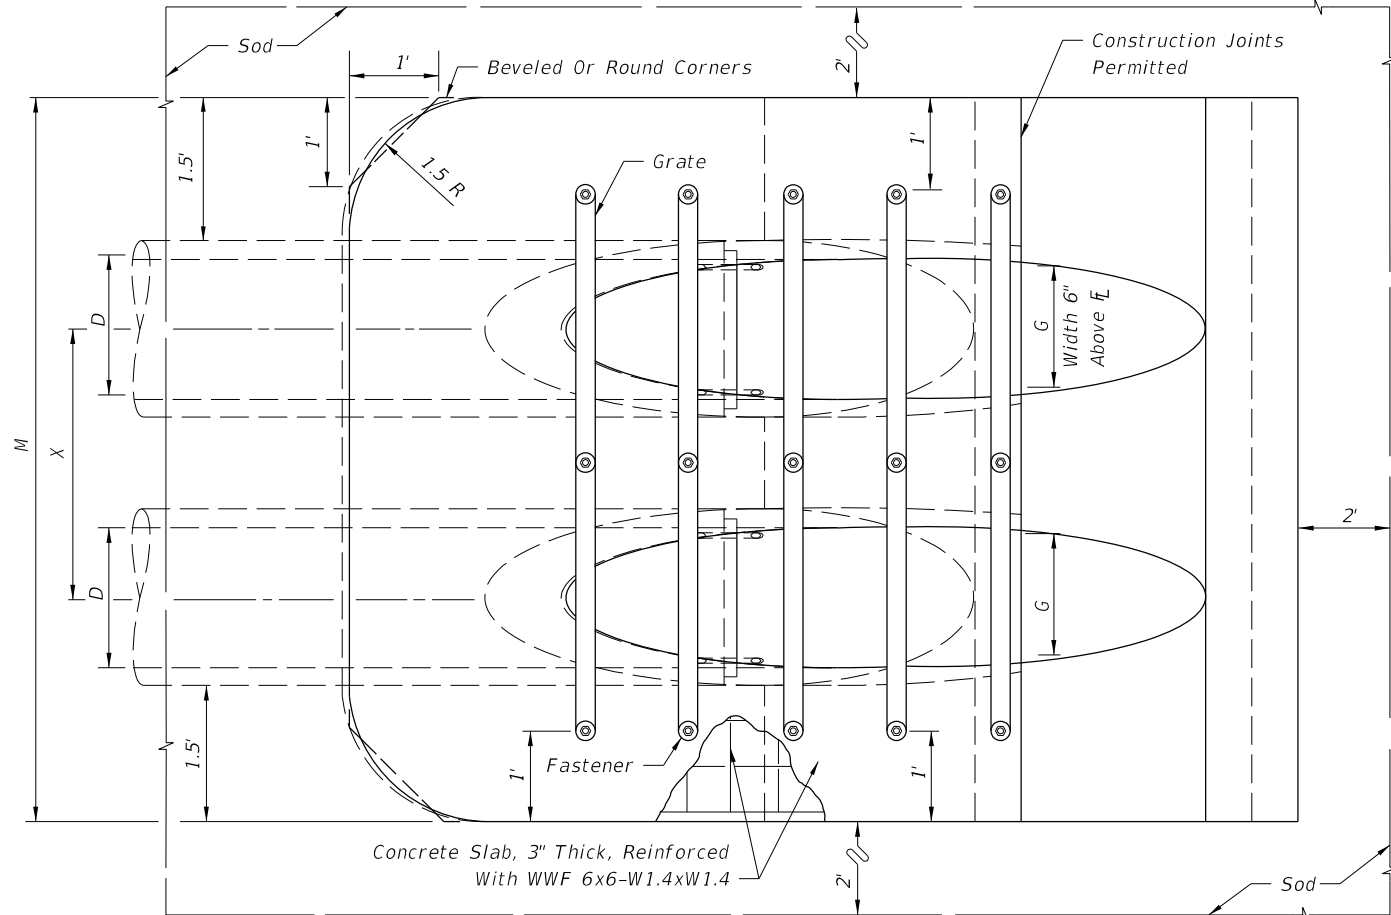 Sod
1'
Beveled Or Round Corners
2'
Construction Joints
Permitted
1.5'
1'
1.5 R
Grate
1'
D
G
Width 6"
Above ℄
M
X
2'
D
G
1.5'
Fastener
1'
1'
Concrete Slab, 3" Thick, Reinforced
With WWF 6x6-W1.4xW1.4
2'
Sod